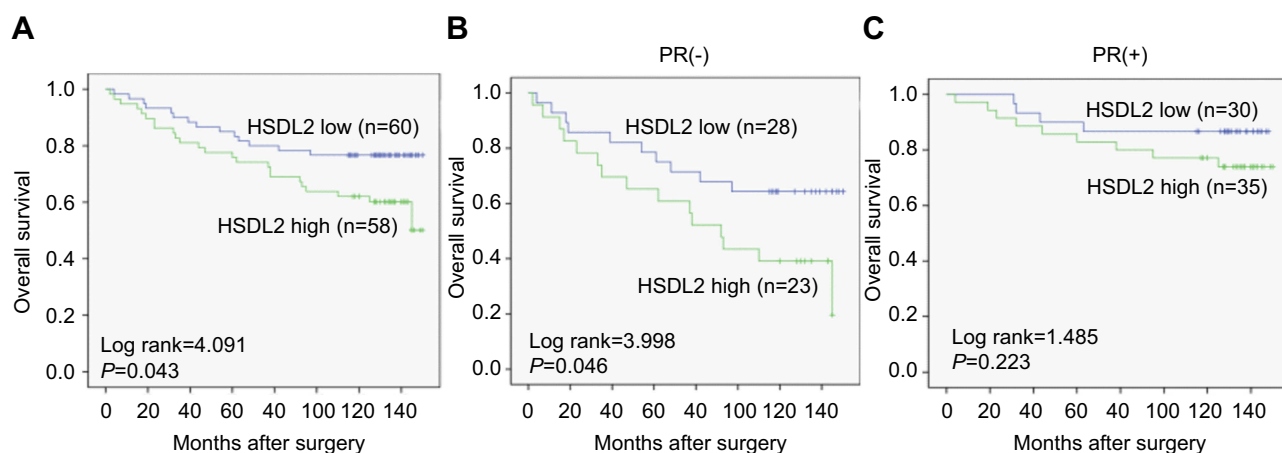 A
1.0
0.8
0.6
0.4
0.2
0.0
Overall survival
HSDL2 low (n=60)
HSDL2 high (n=58)
Log rank=4.091
P=0.043
0 20 40 60 80 100 120 140
Months after surgery
B
PR(-)
1.0
0.8
0.6
0.4
0.2
0.0
Overall survival
HSDL2 low (n=28)
HSDL2 high (n=23)
Log rank=3.998
P=0.046
0 20 40 60 80 100 120 140
Months after surgery
C
PR(+)
1.0
0.8
0.6
0.4
0.2
0.0
Overall survival
HSDL2 low (n=30)
HSDL2 high (n=35)
Log rank=1.485
P=0.223
0 20 40 60 80 100 120 140
Months after surgery